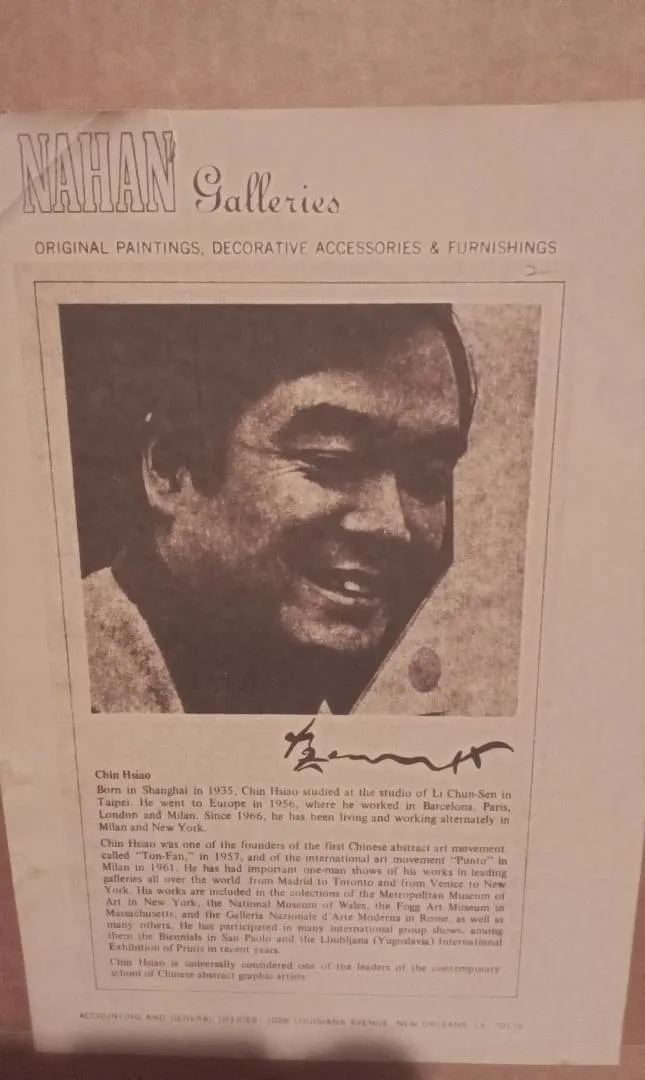 NAHAN Galleries
ORIGINAL PAINTINGS, DECORATIVE ACCESSORIES & FURNISHINGS
2
Chin Hsiao
Born in Shanghai in 1935, Chin Hsiao studied at the studio of Li Chun-Sen in
Taipei. He went to Europe in 1956, where he worked in Barcelona, Paris,
London and Milan. Since 1966, he has been living and working alternately in
Milan and New York.
Chin Hsiao was one of the founders of the first Chinese abstract art movement
called "Ton-Fan," in 1957, and of the international art movement "Punto" in
Milan in 1961. He has had important one-man shows of his works in leading
galleries all over the world, from Madrid to Toronto and from Venice to New
York. His works are included in the colections of the Metropolitan Museum of
Art in New York, the National Museum of Wales, the Fogg Art Museum in
Massachusetts, and the Galleria Nazionale d'Arte Moderna in Rome, as well as
many others. He has participated in many international group shows, among
them the Biennials in Sao Paolo and the Lluhljana (Yugoslavia) International
Exhibition of Prints in recent years.
Chin Hsiao is universally considered one of the leaders of the contemporary
school of Chinese abstract graphic artists
ACCOUNTING AND GENERAL OFFICES- LOUISIANA AVENUE, NEW ORLEANS, LA.